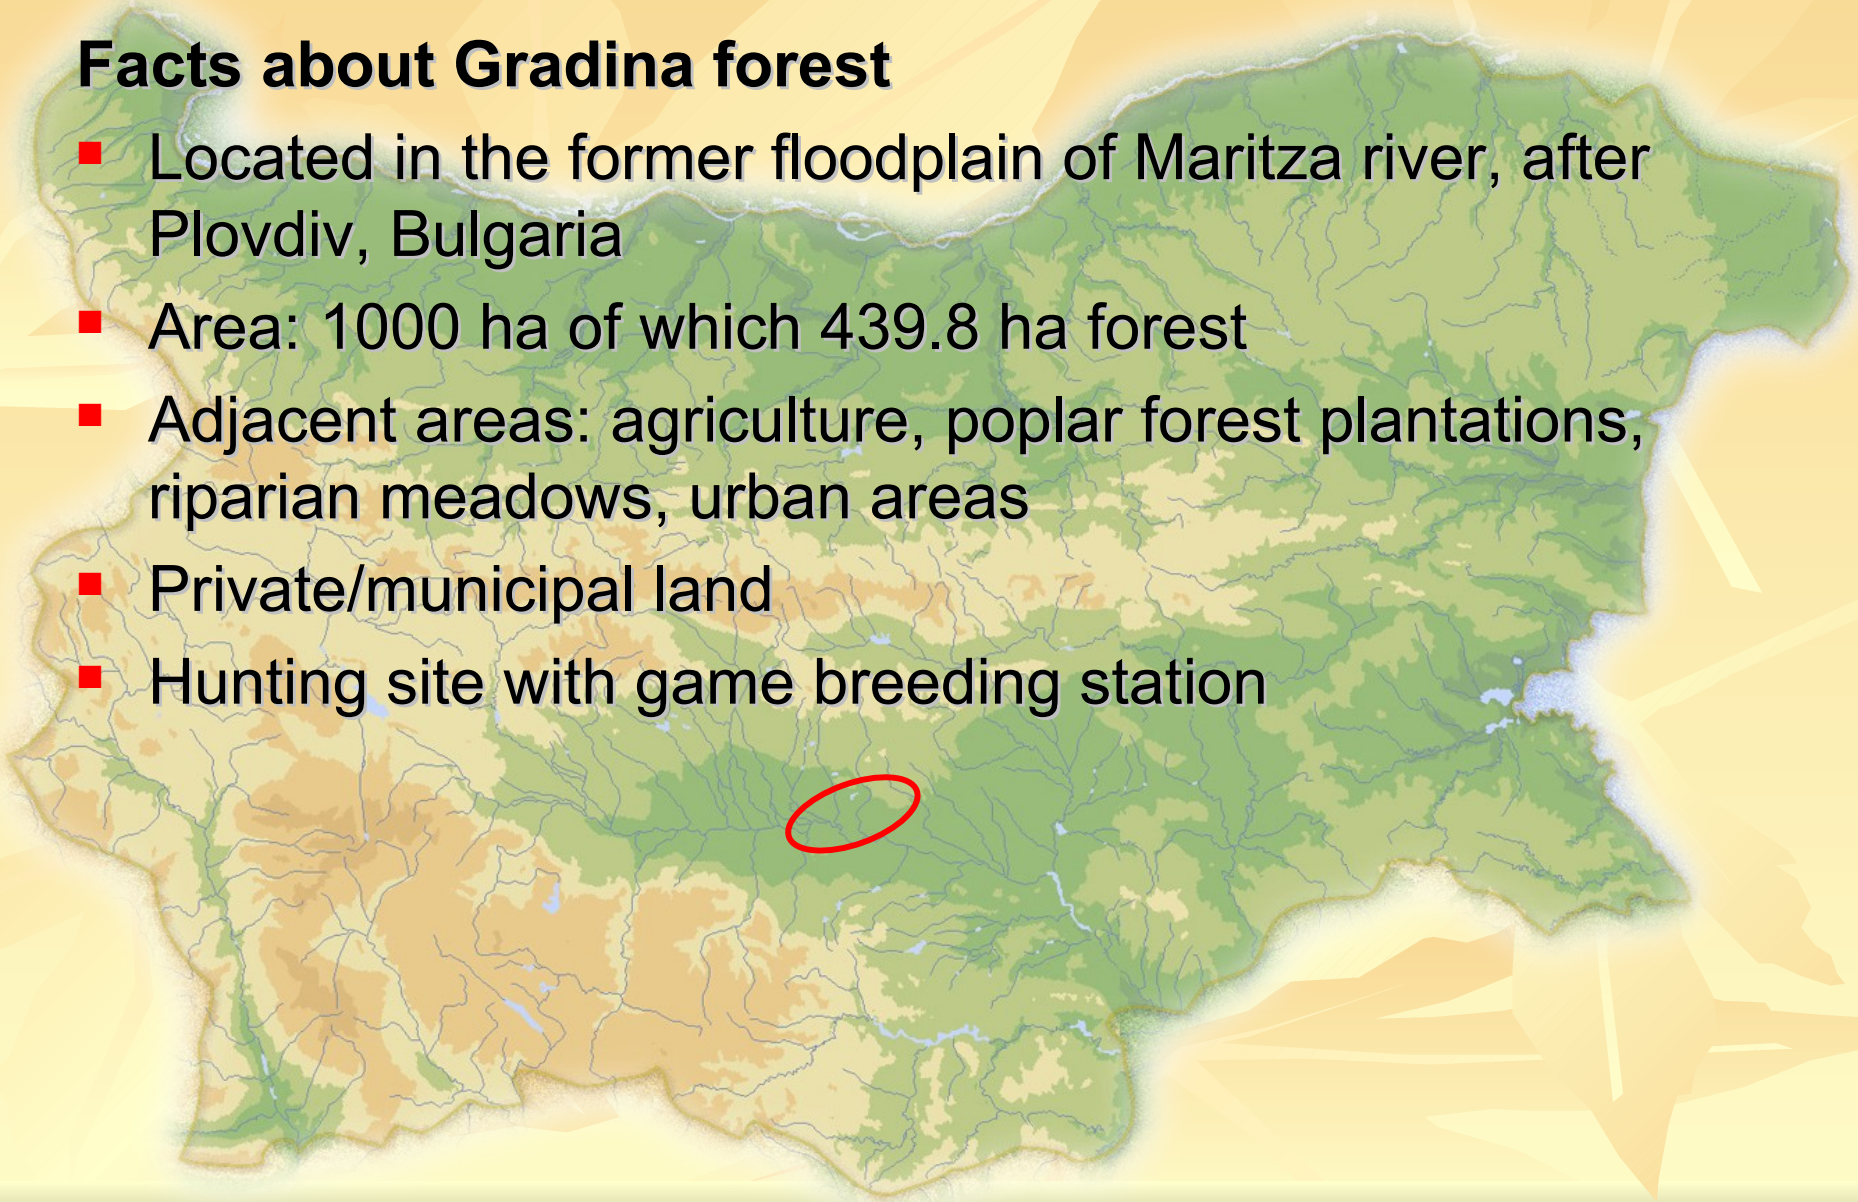 Facts about Gradina forest
Located in the former floodplain of Maritza river, after
Plovdiv, Bulgaria
Area: 1000 ha of which 439.8 ha forest
Adjacent areas: agriculture, poplar forest plantations,
riparian meadows, urban areas
Private/municipal land
Hunting site with game breeding station